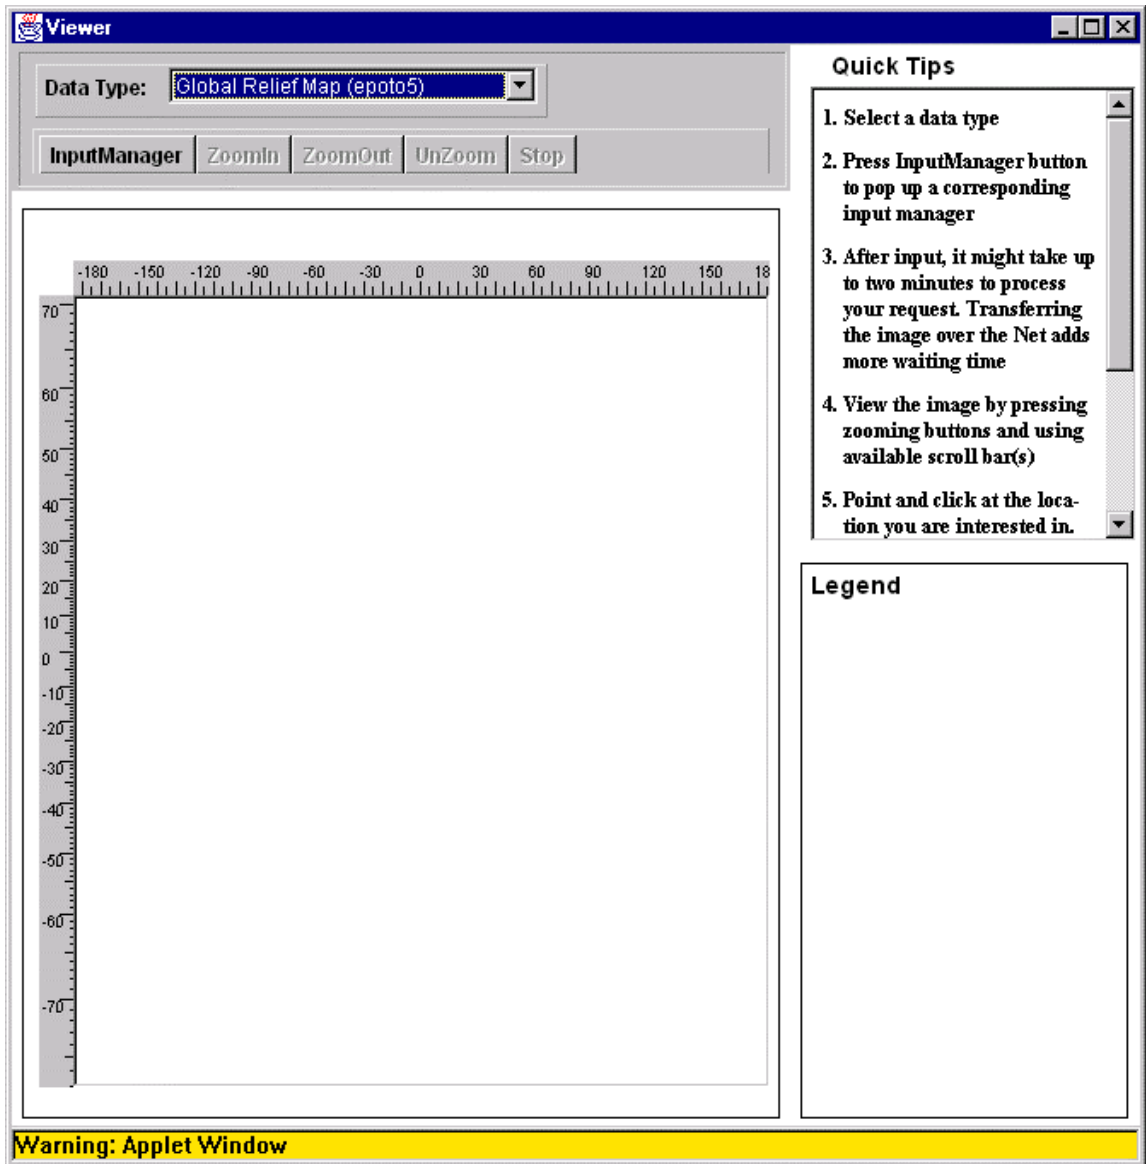 Viewer
Data Type: Global Relief Map (epoto5)
InputManager ZoomIn ZoomOut UnZoom Stop
Quick Tips
1. Select a data type
2. Press InputManager button
to pop up a corresponding
input manager
3. After input, it might take up
to two minutes to process
your request. Transferring
the image over the Net adds
more waiting time
4. View the image by pressing
zooming buttons and using
available scroll bar(s)
5. Point and click at the loca-
tion you are interested in.
-180 -150 -120 -90 -60 -30 0 30 60 90 120 150 18
70
60
50
40
30
20
10
0
-10
-20
-30
-40
-50
-60
-70
Legend
Warning: Applet Window